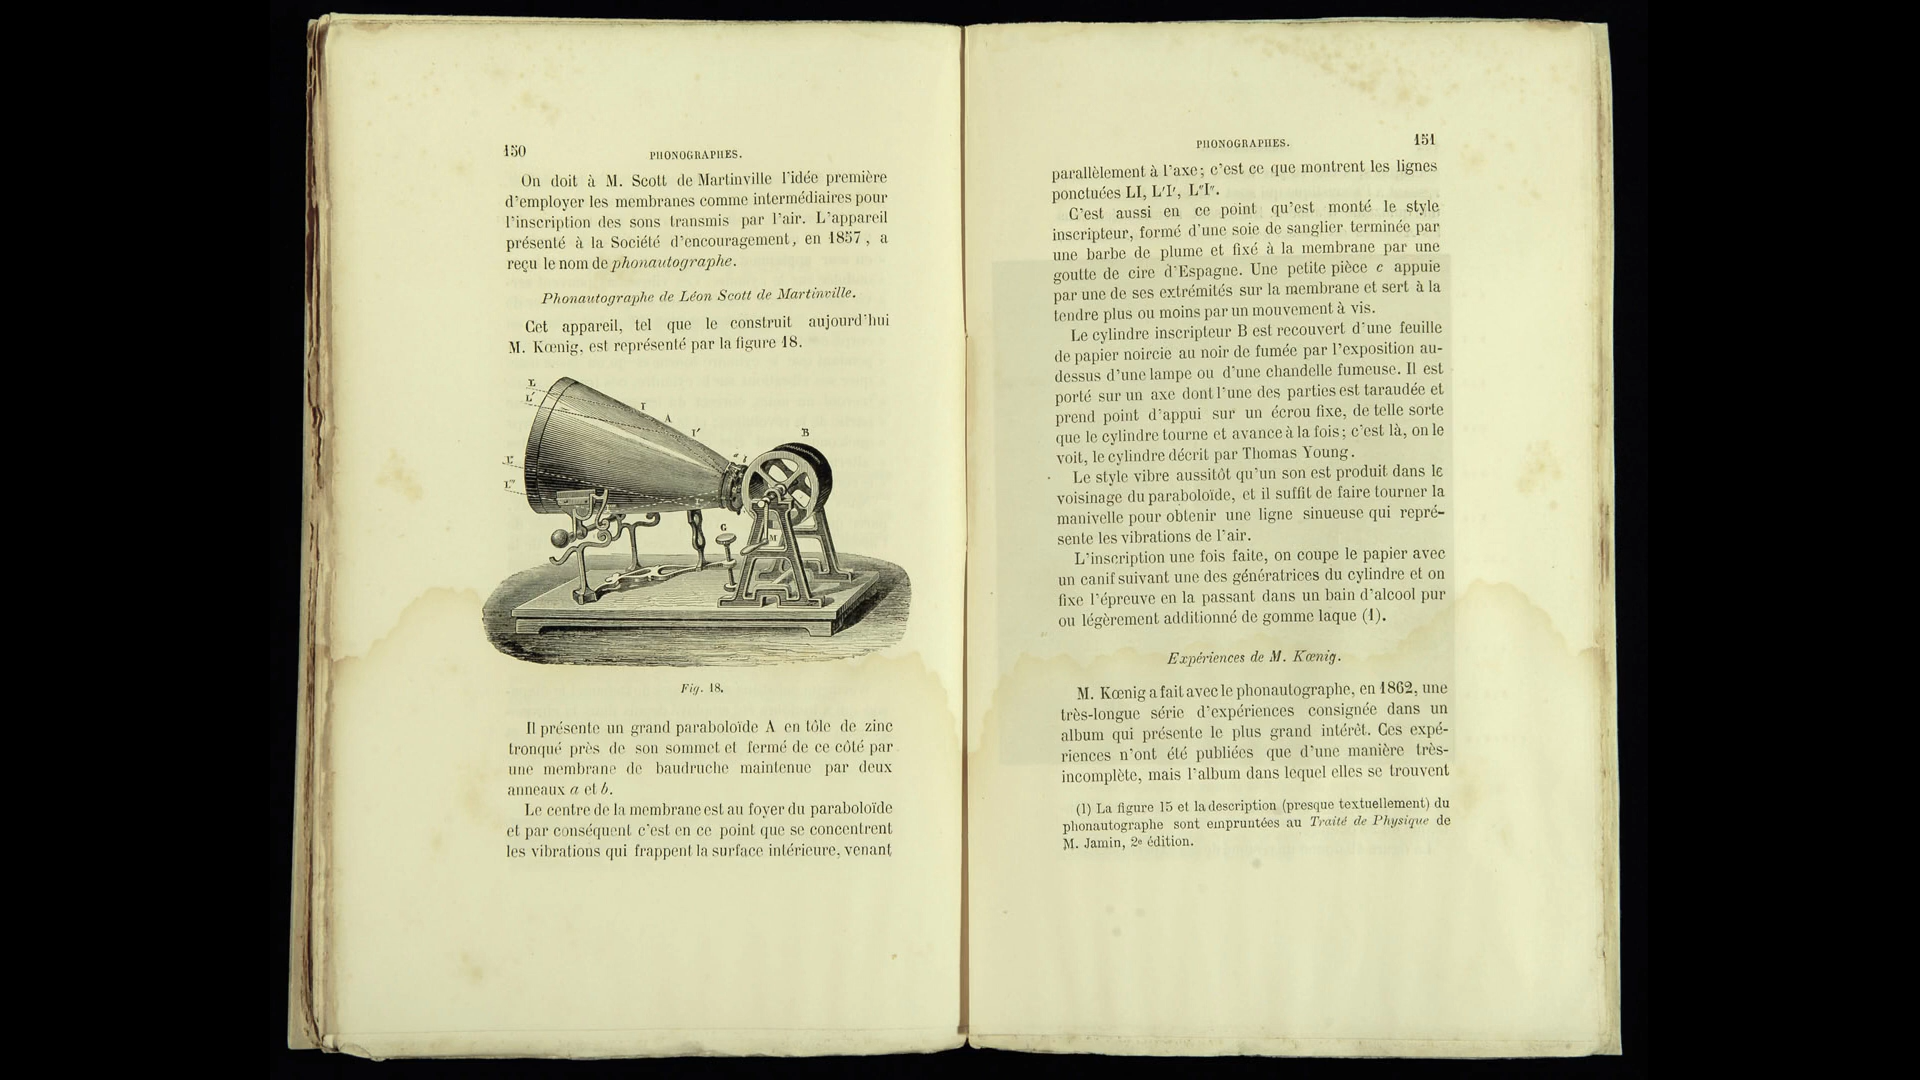 150
PHONOGRAPHES.
On doit à M. Scott de Martinville l'idée première
d'employer les membranes comme intermédiaires pour
l'inscription des sons transmis par l'air. L'appareil
présenté à la Société d'encouragement, en 1857, a
reçu le nom de phonautographe.
Phonautographe de Léon Scott de Martinville.
Cet appareil, tel que le construit aujourd'hui
M. Kœnig, est représenté par la figure 18.
L
L'
I
A
I'
B
a
L"
G
M
Fig. 18.
Il présente un grand paraboloïde A en tôle de zinc
tronqué près de son sommet et fermé de ce côté par
une membrane de baudruche maintenue par deux
anneaux a et b.
Le centre de la membrane est au foyer du paraboloïde
et par conséquent c'est en ce point que se concentrent
les vibrations qui frappent la surface intérieure, venant
PHONOGRAPHES.
151
parallèlement à l'axe; c'est ce que montrent les lignes
ponctuées LI, L'I', L"I".
C'est aussi en ce point qu'est monté le style
inscripteur, formé d'une soie de sanglier terminée par
une barbe de plume et fixé à la membrane par une
goutte de cire d'Espagne. Une petite pièce c appuie
par une de ses extrémités sur la membrane et sert à la
tendre plus ou moins par un mouvement à vis.
Le cylindre inscripteur B est recouvert d'une feuille
de papier noircie au noir de fumée par l'exposition au-
dessus d'une lampe ou d'une chandelle fumeuse. Il est
porté sur un axe dont l'une des parties est taraudée et
prend point d'appui sur un écrou fixe, de telle sorte
que le cylindre tourne et avance à la fois; c'est là, on le
voit, le cylindre décrit par Thomas Young.
Le style vibre aussitôt qu'un son est produit dans le
voisinage du paraboloïde, et il suffit de faire tourner la
manivelle pour obtenir une ligne sinueuse qui repré-
sente les vibrations de l'air.
L'inscription une fois faite, on coupe le papier avec
un canif suivant une des génératrices du cylindre et on
fixe l'épreuve en la passant dans un bain d'alcool pur
ou légèrement additionné de gomme laque (1).
Expériences de M. Kœnig.
M. Kœnig a fait avec le phonautographe, en 1862, une
très-longue série d'expériences consignée dans un
album qui présente le plus grand intérêt. Ces expé-
riences n'ont été publiées que d'une manière très-
incomplète, mais l'album dans lequel elles se trouvent
(1) La figure 15 et la description (presque textuellement) du
phonautographe sont empruntées au Traité de Physique de
M. Jamin, 2e édition.